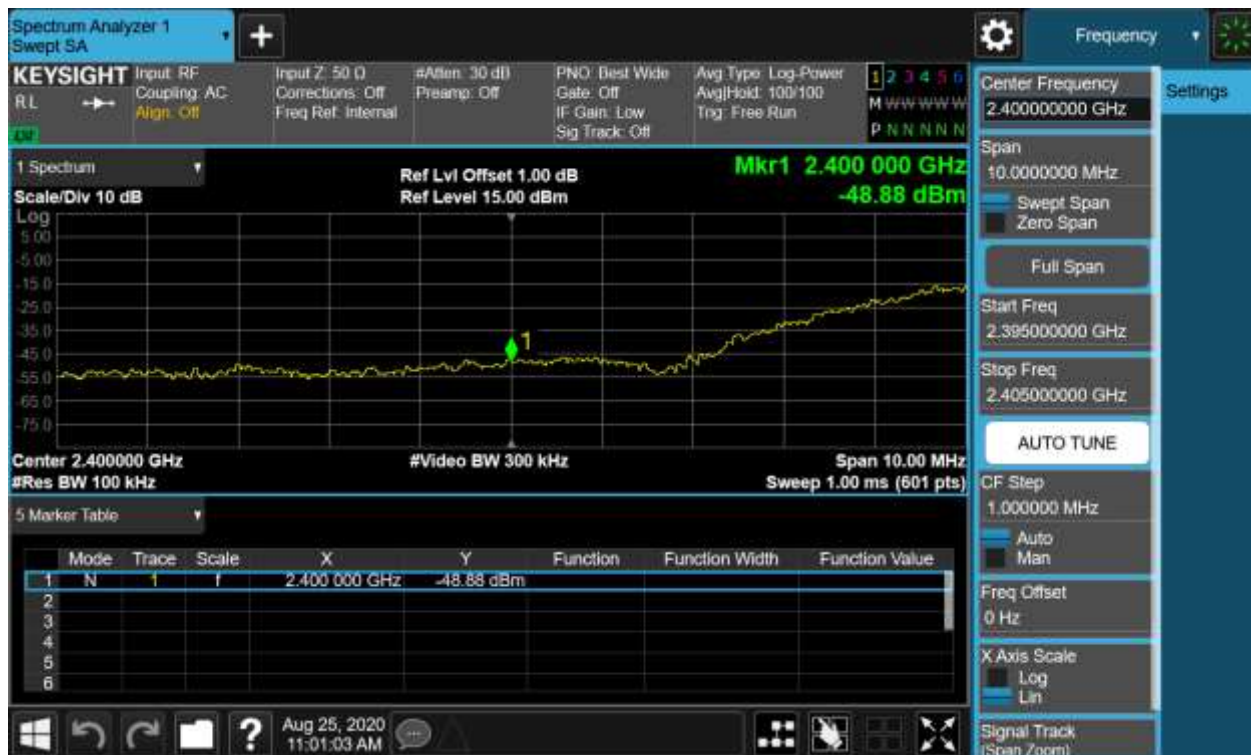 Spectrum Analyzer 1
Swept SA
+
Frequency
KEYSIGHT
RL
Input: RF
Coupling: AC
Align: Off
Input Z: 50 Ω
Corrections: Off
Freq Ref: Internal
#Atten: 30 dB
Preamp: Off
PNO: Best Wide
Gate: Off
IF Gain: Low
Sig Track: Off
Avg Type: Log-Power
Avg|Hold: 100/100
Trig: Free Run
1 2 3 4 5 6
M W W W W W
P N N N N N
1 Spectrum
Scale/Div 10 dB
Ref Lvl Offset 1.00 dB
Ref Level 15.00 dBm
Mkr1 2.400 000 GHz
-48.88 dBm
Log
5.00
-5.00
-15.0
-25.0
-35.0
-45.0
-55.0
-65.0
-75.0
1
Center 2.400000 GHz
#Res BW 100 kHz
#Video BW 300 kHz
Span 10.00 MHz
Sweep 1.00 ms (601 pts)
5 Marker Table
Mode Trace Scale X Y Function Function Width Function Value
1 N 1 f 2.400 000 GHz -48.88 dBm
2
3
4
5
6
Aug 25, 2020
11:01:03 AM
?
Center Frequency
2.400000000 GHz
Settings
Span
10.0000000 MHz
Swept Span
Zero Span
Full Span
Start Freq
2.395000000 GHz
Stop Freq
2.405000000 GHz
AUTO TUNE
CF Step
1.000000 MHz
Auto
Man
Freq Offset
0 Hz
X Axis Scale
Log
Lin
Signal Track
(Span Zoom)